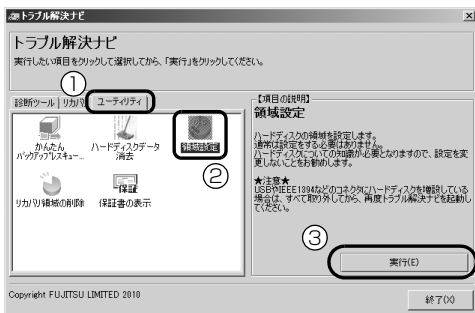 トラブル解決ナビ
トラブル解決ナビ
実行したい項目をクリックして選択してから、「実行」をクリックしてください。
①
診断ツール
リカバリ
ユーティリティ
かんたん
バックアップレスキュー...
ハードディスクデータ
消去
領域設定
②
リカバリ領域の削除
保証
保証書の表示
【項目の説明】
領域設定
ハードディスクの領域を設定します。
通常は設定をする必要はありません。
ハードディスクについての知識が必要となりますので、設定を変
更しないことをお勧めします。
★注意★
USBやIEEE1394などのコネクタにハードディスクを増設している
場合は、すべて取り外してから、再度トラブル解決ナビを起動し
てください。
③
実行(E)
Copyright FUJITSU LIMITED 2010
終了(X)